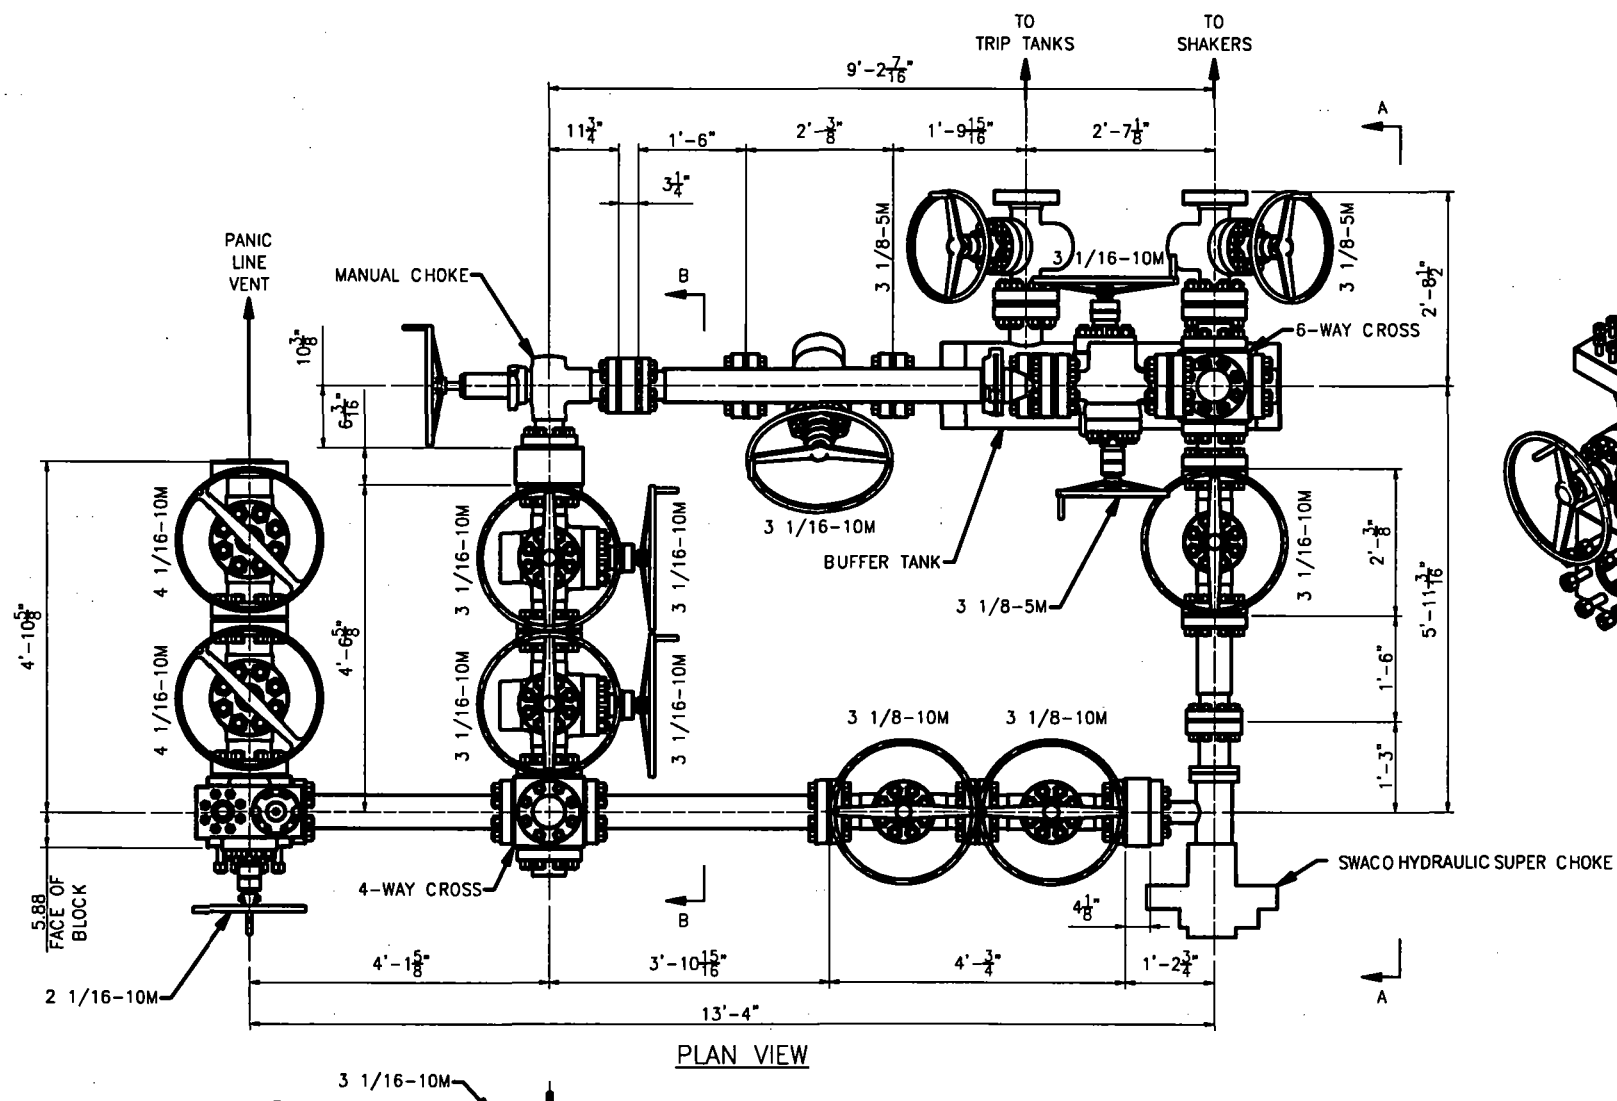 TO
TRIP TANKS
TO
SHAKERS
9'-2 7/16"
A
11 3/4"
1'-6"
2'-3/8"
1'-9 15/16"
2'-7 1/8"
3 1/4"
PANIC
LINE
VENT
MANUAL CHOKE
B
3 1/8-5M
3 1/16-10M
3 1/8-5M
2'-8 1/2"
10 3/8"
6-WAY CROSS
6 3/16"
4 1/16-10M
3 1/16-10M
3 1/16-10M
3 1/16-10M
BUFFER TANK
3 1/8-5M
3 1/16-10M
2'-3/8"
5'-11 3/16"
4'-10 5/8"
4'-6 5/8"
4 1/16-10M
3 1/16-10M
3 1/16-10M
1'-6"
3 1/8-10M
3 1/8-10M
1'-3"
5.88
FACE OF
BLOCK
4-WAY CROSS
B
4 1/8"
SWACO HYDRAULIC SUPER CHOKE
2 1/16-10M
4'-1 5/8"
3'-10 15/16"
4'-3/4"
1'-2 3/4"
A
13'-4"
PLAN VIEW
3 1/16-10M